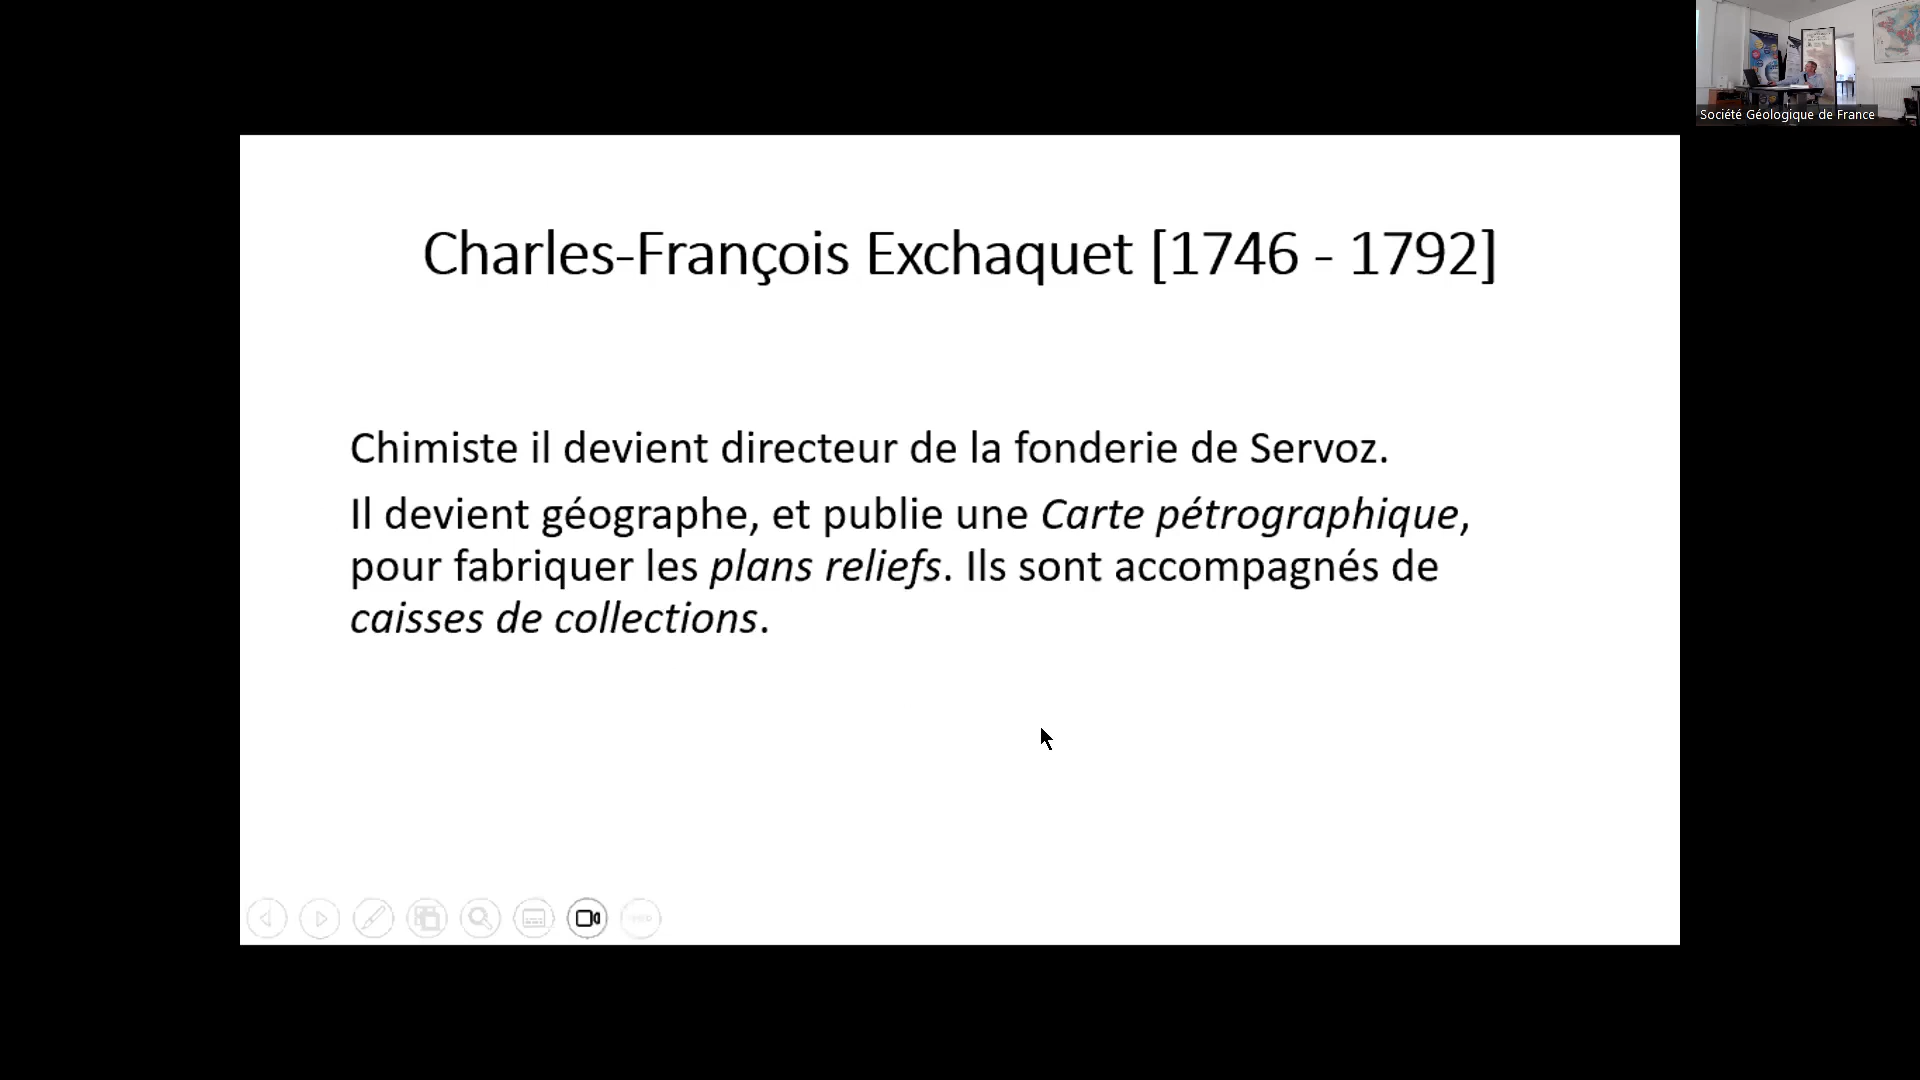 Société Géologique de France
Charles-François Exchaquet [1746 - 1792]
Chimiste il devient directeur de la fonderie de Servoz.
Il devient géographe, et publie une Carte pétrographique,
pour fabriquer les plans reliefs. Ils sont accompagnés de
caisses de collections.